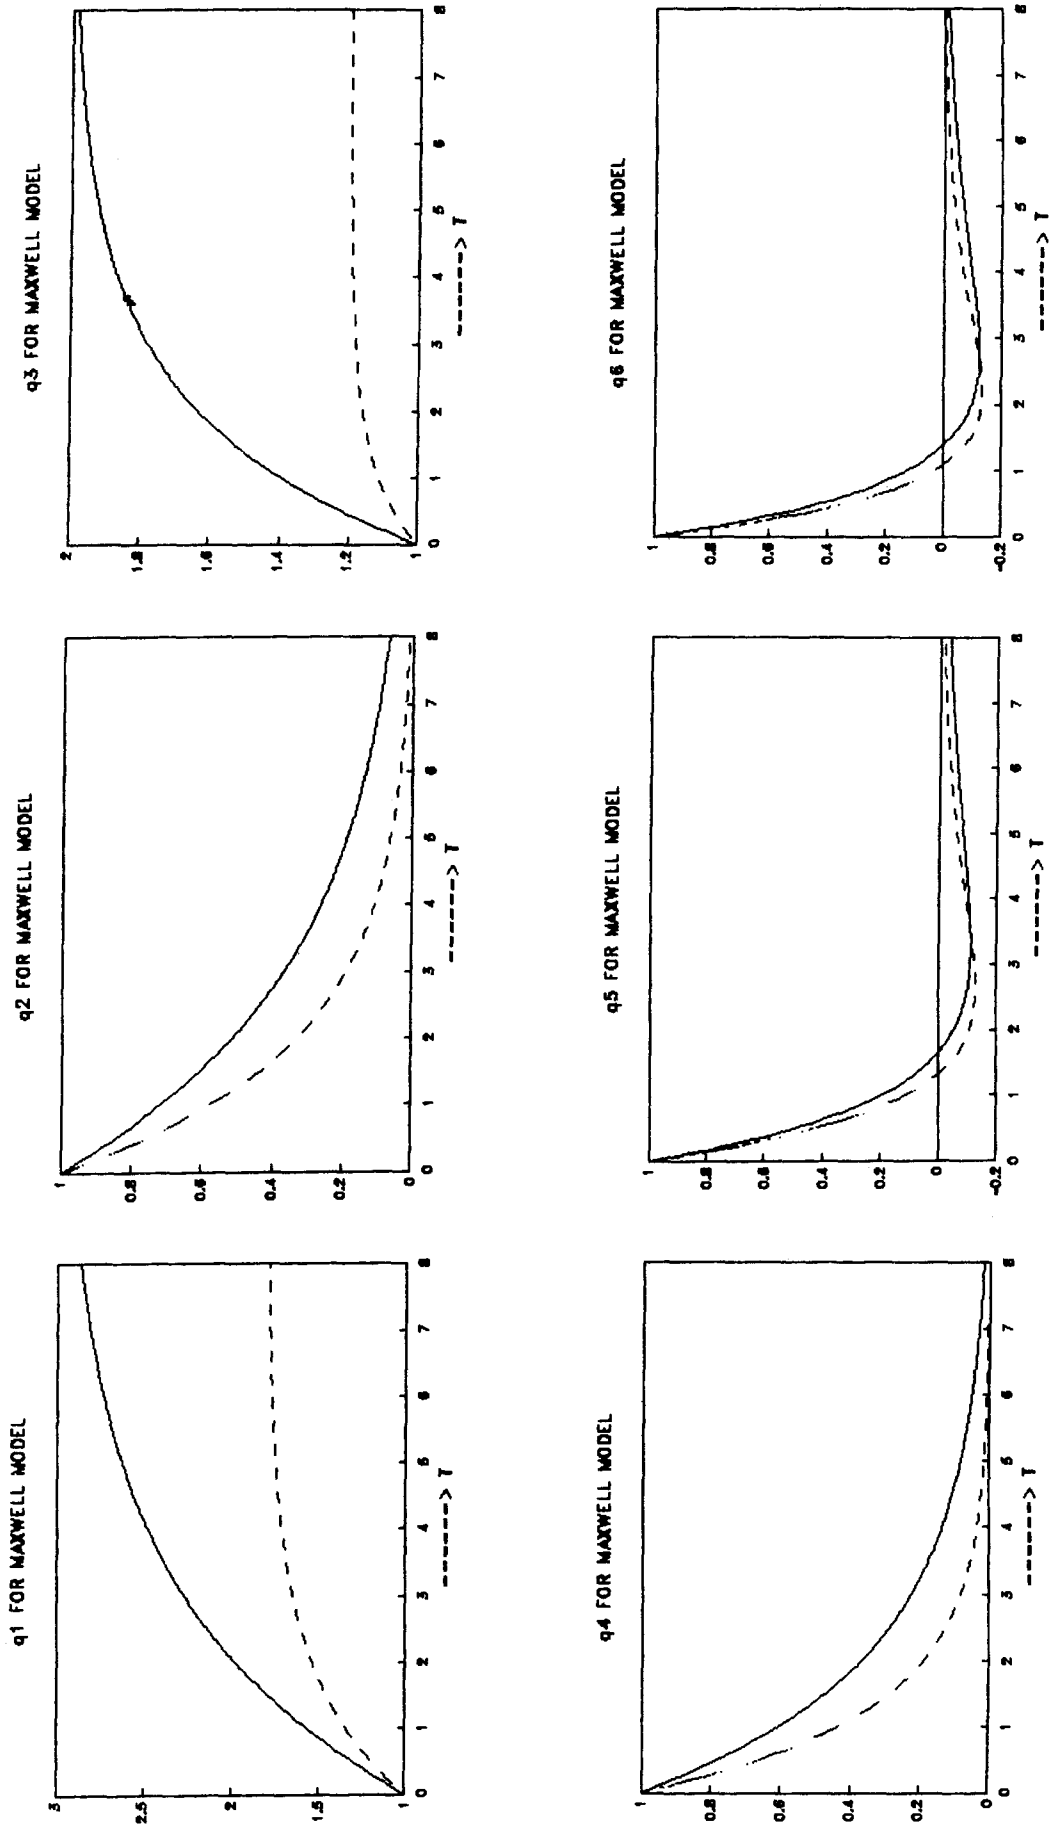 q1 FOR MAXWELL MODEL
3
2.5
2
1.5
1
0 1 2 3 4 5 6 7 8
------> T
q2 FOR MAXWELL MODEL
1
0.8
0.6
0.4
0.2
0
0 1 2 3 4 5 6 7 8
------> T
q3 FOR MAXWELL MODEL
2
1.8
1.6
1.4
1.2
1
0 1 2 3 4 5 6 7 8
------> T
q4 FOR MAXWELL MODEL
1
0.8
0.6
0.4
0.2
0
0 1 2 3 4 5 6 7 8
------> T
q5 FOR MAXWELL MODEL
1
0.8
0.6
0.4
0.2
0
-0.2
0 1 2 3 4 5 6 7 8
------> T
q6 FOR MAXWELL MODEL
1
0.8
0.6
0.4
0.2
0
-0.2
0 1 2 3 4 5 6 7 8
------> T